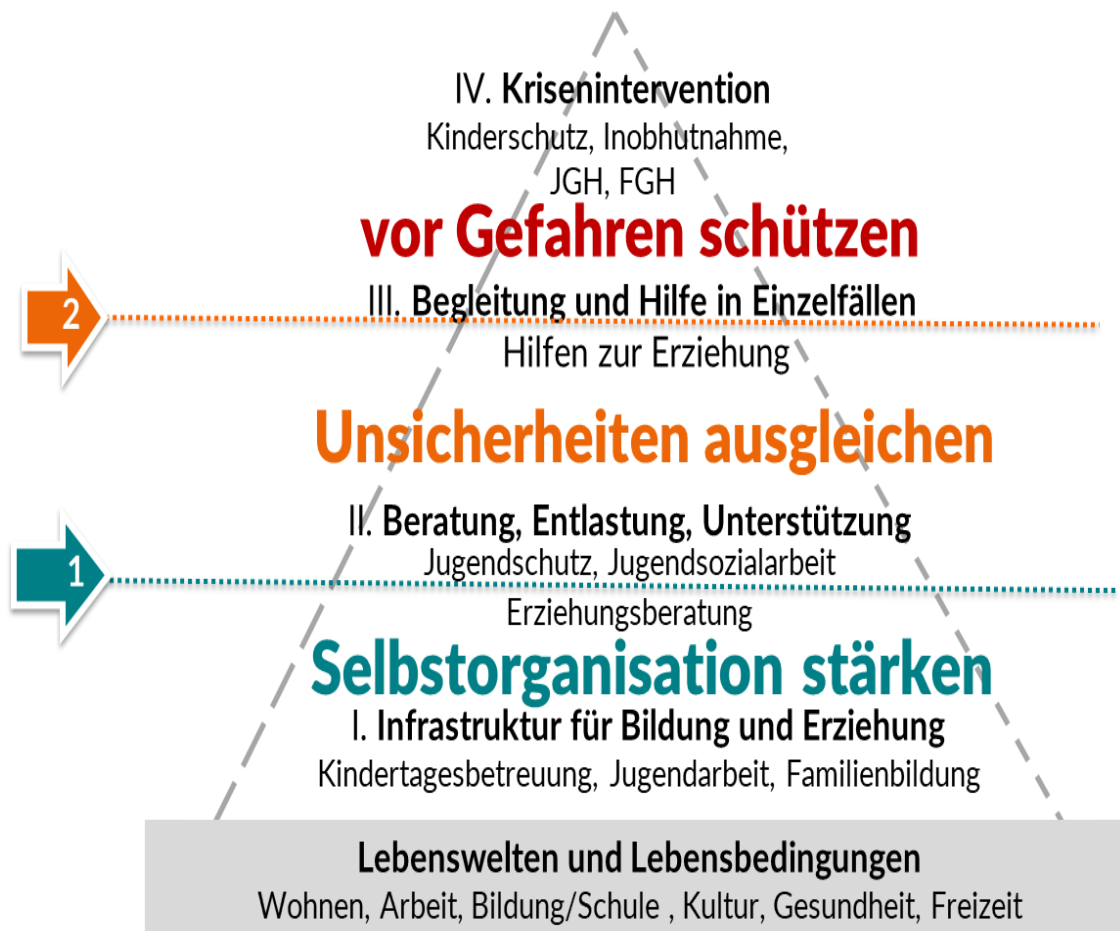 IV. Krisenintervention
Kinderschutz, Inobhutnahme,
JGH, FGH
vor Gefahren schützen
2
III. Begleitung und Hilfe in Einzelfällen
Hilfen zur Erziehung
Unsicherheiten ausgleichen
II. Beratung, Entlastung, Unterstützung
Jugendschutz, Jugendsozialarbeit
1
Erziehungsberatung
Selbstorganisation stärken
I. Infrastruktur für Bildung und Erziehung
Kindertagesbetreuung, Jugendarbeit, Familienbildung
Lebenswelten und Lebensbedingungen
Wohnen, Arbeit, Bildung/Schule , Kultur, Gesundheit, Freizeit